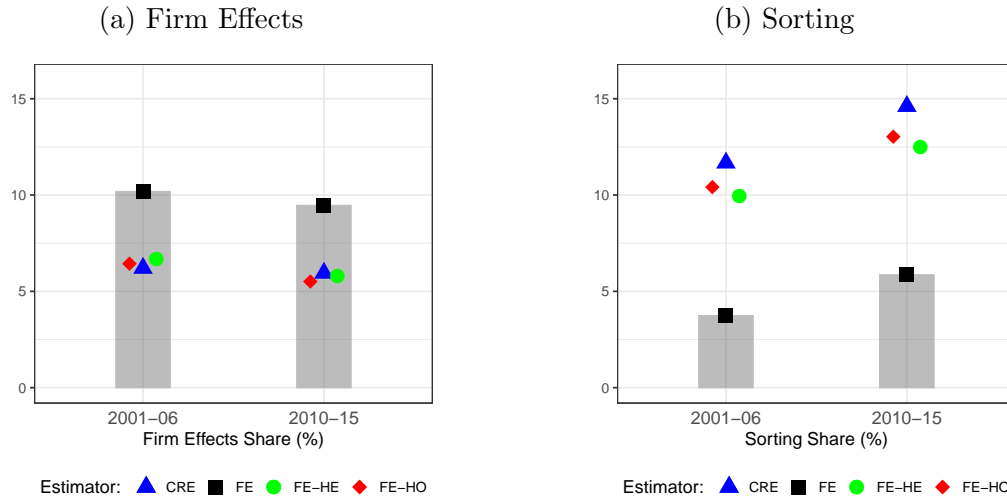 (a) Firm Effects
15
10
5
0
2001−06 2010−15
Firm Effects Share (%)
Estimator: CRE FE FE−HE FE−HO
(b) Sorting
15
10
5
0
2001−06 2010−15
Sorting Share (%)
Estimator: CRE FE FE−HE FE−HO